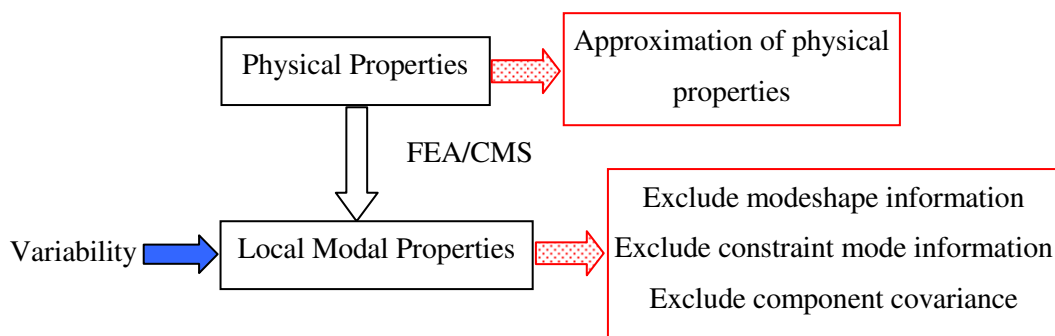 Physical Properties
Approximation of physical
properties
FEA/CMS
Variability
Local Modal Properties
Exclude modeshape information
Exclude constraint mode information
Exclude component covariance